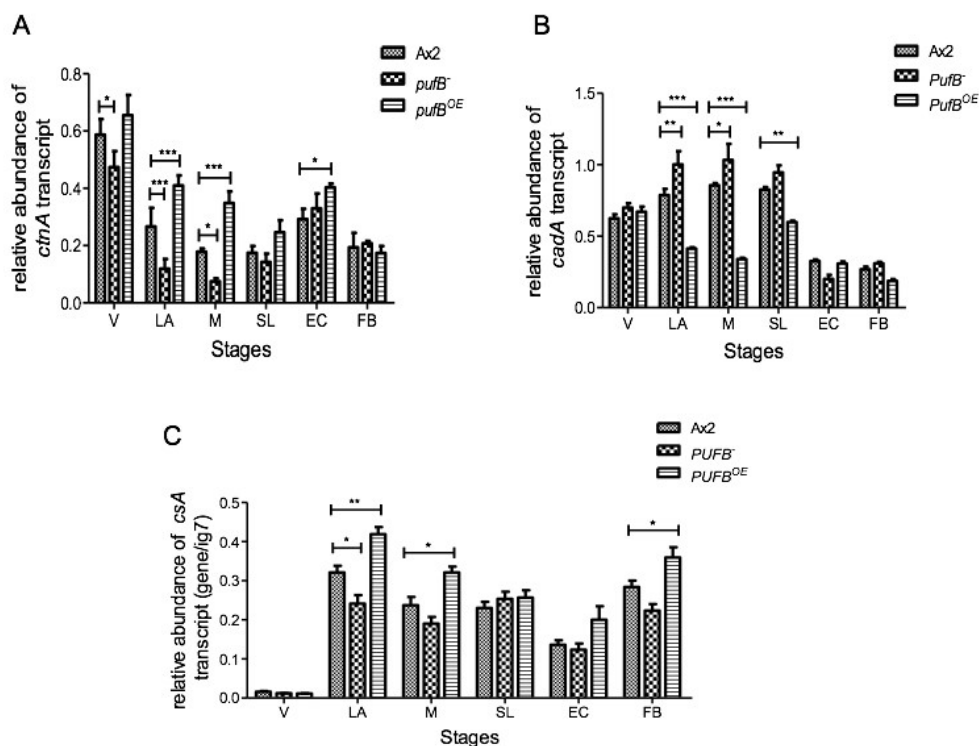 A
Ax2
pufB-
pufBOE
relative abundance of
ctnA transcript
0.8
0.6
0.4
0.2
0.0
*
***
***
***
*
*
V LA M SL EC FB
Stages
B
Ax2
PufB-
PufBOE
relative abundance of
cadA transcript
1.5
1.0
0.5
0.0
***
**
***
*
**
V LA M SL EC FB
Stages
C
Ax2
PUFB-
PUFBOE
relative abundance of csA
transcript (gene/ig7)
0.5
0.4
0.3
0.2
0.1
0.0
**
*
*
*
V LA M SL EC FB
Stages